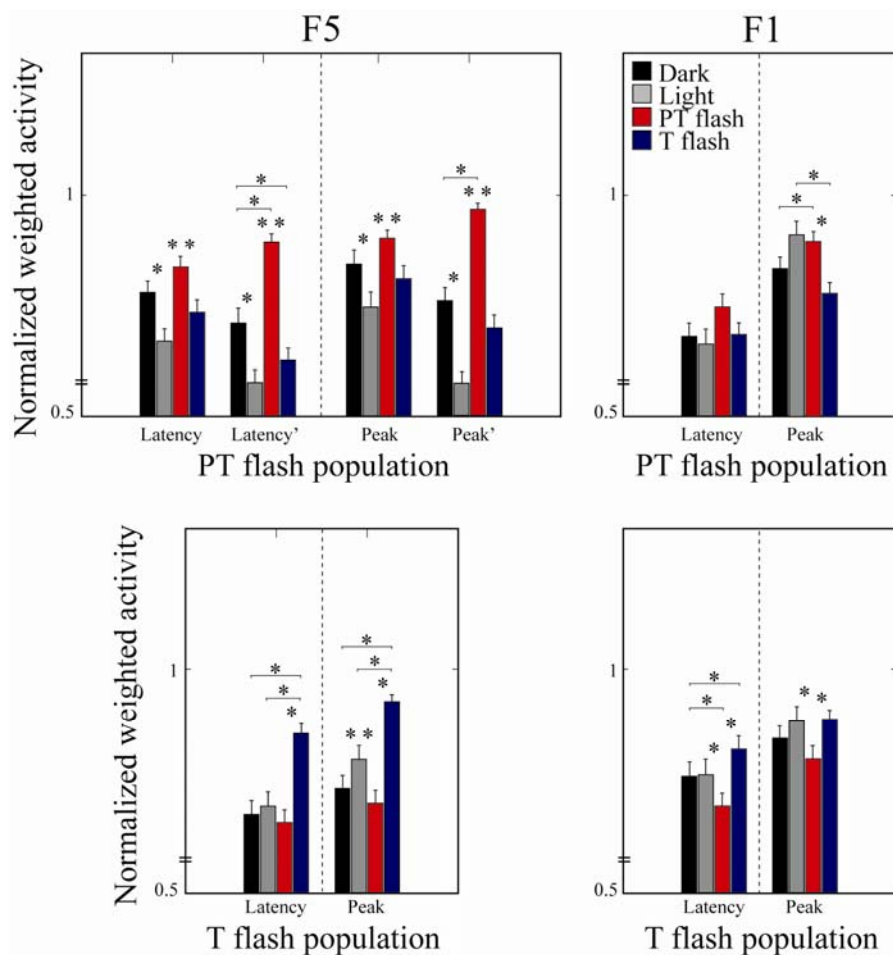 F5
F1
Normalized weighted activity
1
0.5
* * * * * * * * * * * * *
Latency Latency’ Peak Peak’
PT flash population
Dark
Light
PT flash
T flash
* * *
Latency Peak
PT flash population
Normalized weighted activity
1
0.5
* * * * * * * *
Latency Peak
T flash population
1
0.5
* * * * * *
Latency Peak
T flash population